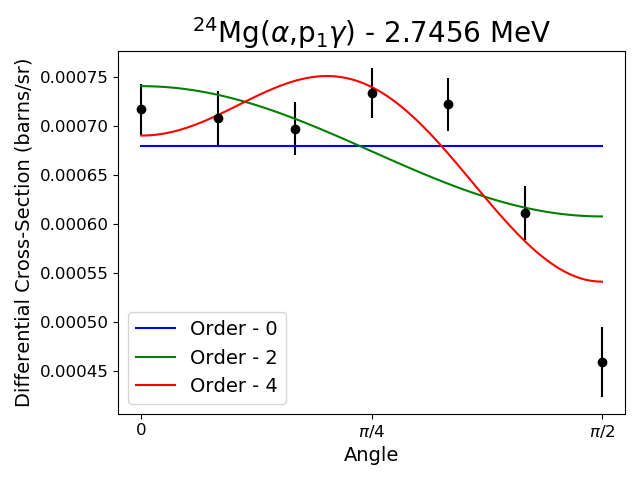 ²⁴Mg(α,p₁γ) - 2.7456 MeV
Differential Cross-Section (barns/sr)
0.00075
0.00070
0.00065
0.00060
0.00055
0.00050
0.00045
Order - 0
Order - 2
Order - 4
0 π/4 π/2
Angle